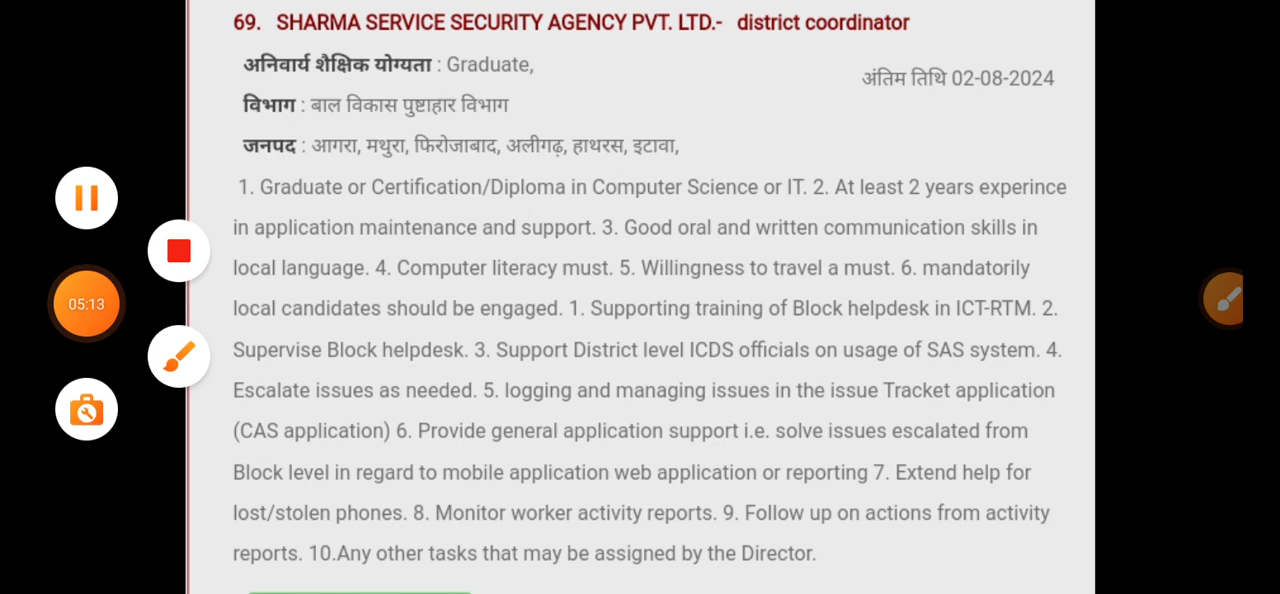 69. SHARMA SERVICE SECURITY AGENCY PVT. LTD.- district coordinator
अनिवार्य शैक्षिक योग्यता : Graduate,
अंतिम तिथि 02-08-2024
विभाग : बाल विकास पुष्टाहार विभाग
जनपद : आगरा, मथुरा, फिरोजाबाद, अलीगढ़, हाथरस, इटावा,
1. Graduate or Certification/Diploma in Computer Science or IT. 2. At least 2 years experince
in application maintenance and support. 3. Good oral and written communication skills in
local language. 4. Computer literacy must. 5. Willingness to travel a must. 6. mandatorily
local candidates should be engaged. 1. Supporting training of Block helpdesk in ICT-RTM. 2.
Supervise Block helpdesk. 3. Support District level ICDS officials on usage of SAS system. 4.
Escalate issues as needed. 5. logging and managing issues in the issue Tracket application
(CAS application) 6. Provide general application support i.e. solve issues escalated from
Block level in regard to mobile application web application or reporting 7. Extend help for
lost/stolen phones. 8. Monitor worker activity reports. 9. Follow up on actions from activity
reports. 10.Any other tasks that may be assigned by the Director.
05:13